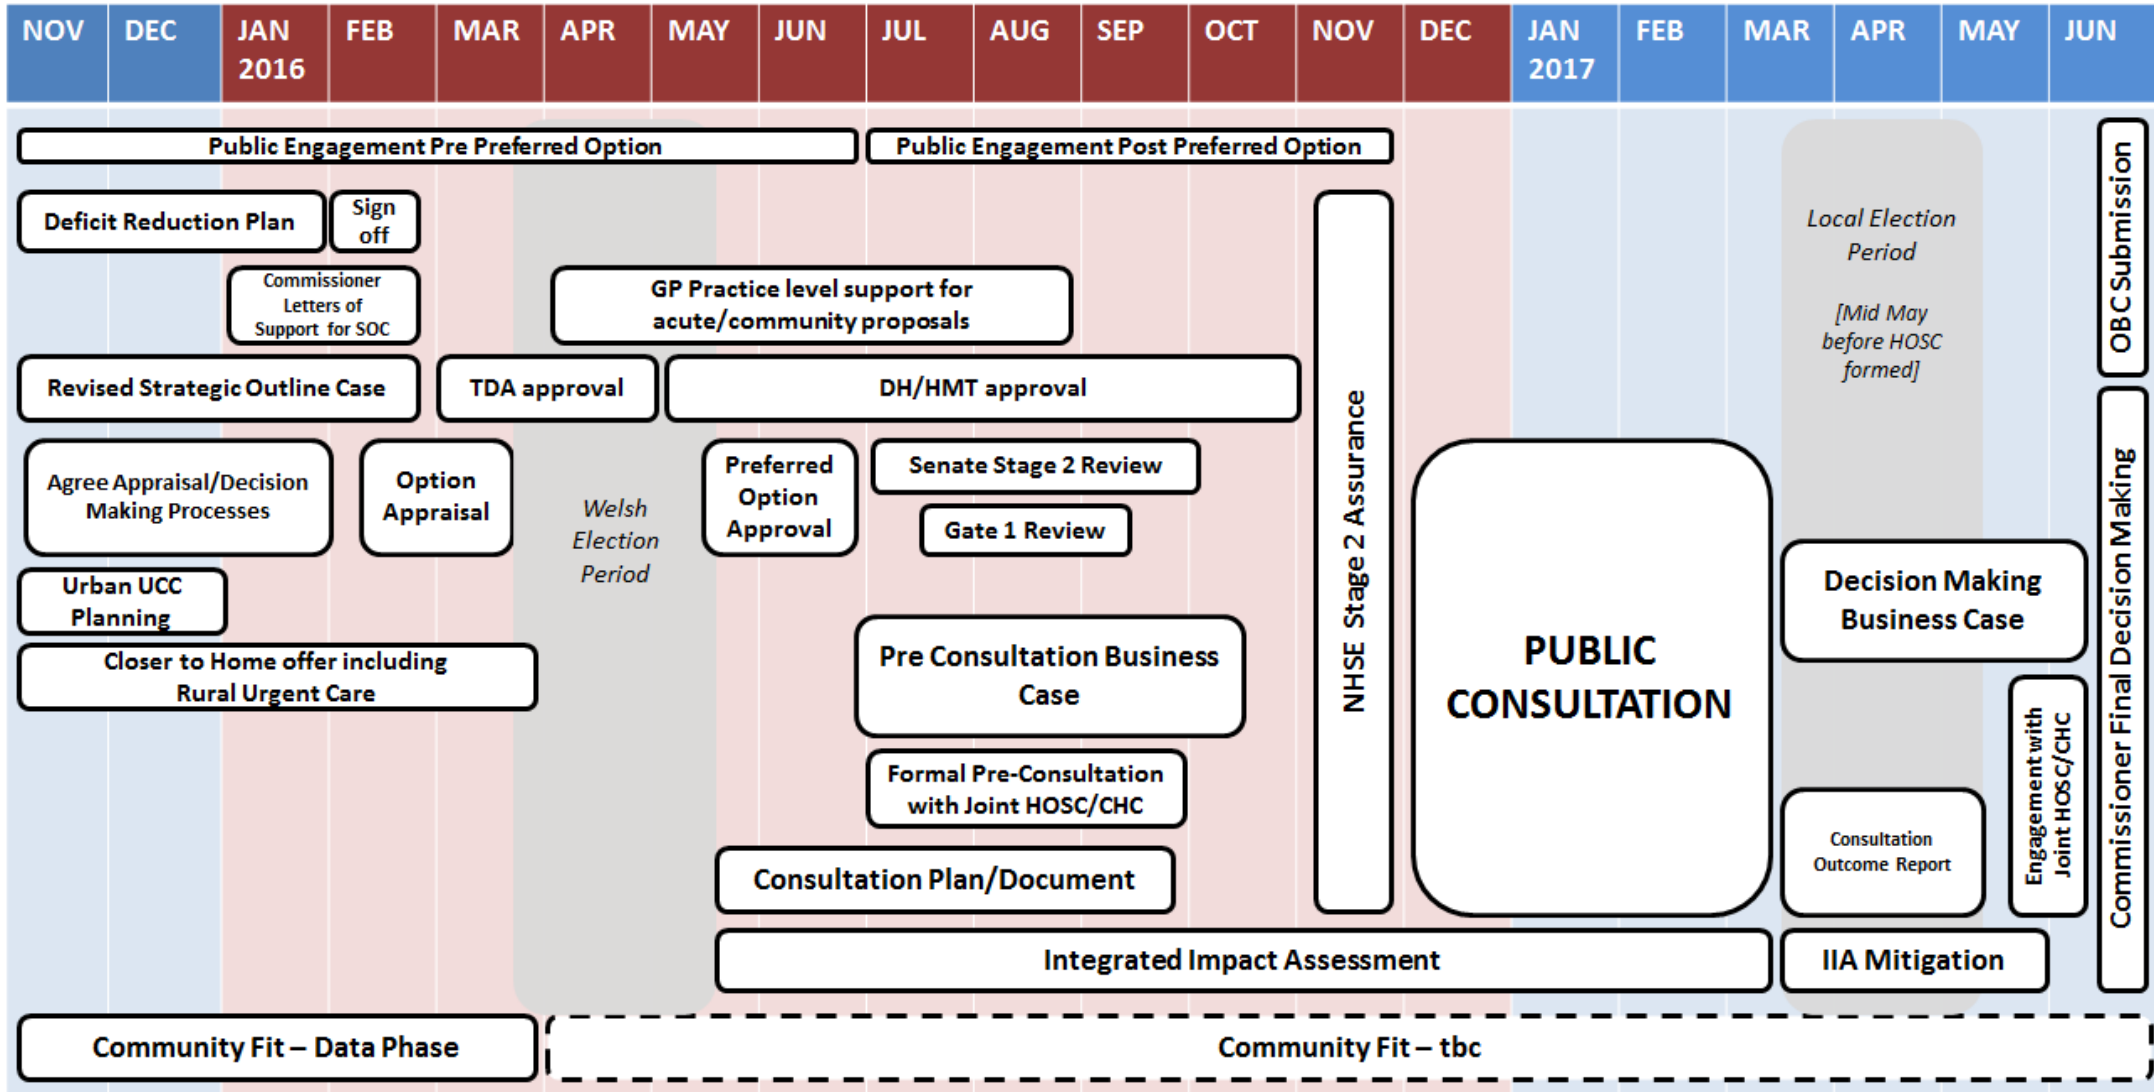 NOV DEC JAN 2016 FEB MAR APR MAY JUN JUL AUG SEP OCT NOV DEC JAN 2017 FEB MAR APR MAY JUN
Public Engagement Pre Preferred Option
Public Engagement Post Preferred Option
Deficit Reduction Plan
Sign
off
Commissioner
Letters of
Support for SOC
GP Practice level support for
acute/community proposals
Revised Strategic Outline Case
TDA approval
DH/HMT approval
Agree Appraisal/Decision
Making Processes
Option
Appraisal
Welsh
Election
Period
Preferred
Option
Approval
Senate Stage 2 Review
Gate 1 Review
Urban UCC
Planning
Closer to Home offer including
Rural Urgent Care
Pre Consultation Business
Case
Formal Pre-Consultation
with Joint HOSC/CHC
Consultation Plan/Document
NHSE Stage 2 Assurance
PUBLIC
CONSULTATION
Local Election
Period
[Mid May
before HOSC
formed]
Decision Making
Business Case
Consultation
Outcome Report
Engagement with
Joint HOSC/CHC
OBC Submission
Commissioner Final Decision Making
Integrated Impact Assessment
IIA Mitigation
Community Fit – Data Phase
Community Fit – tbc